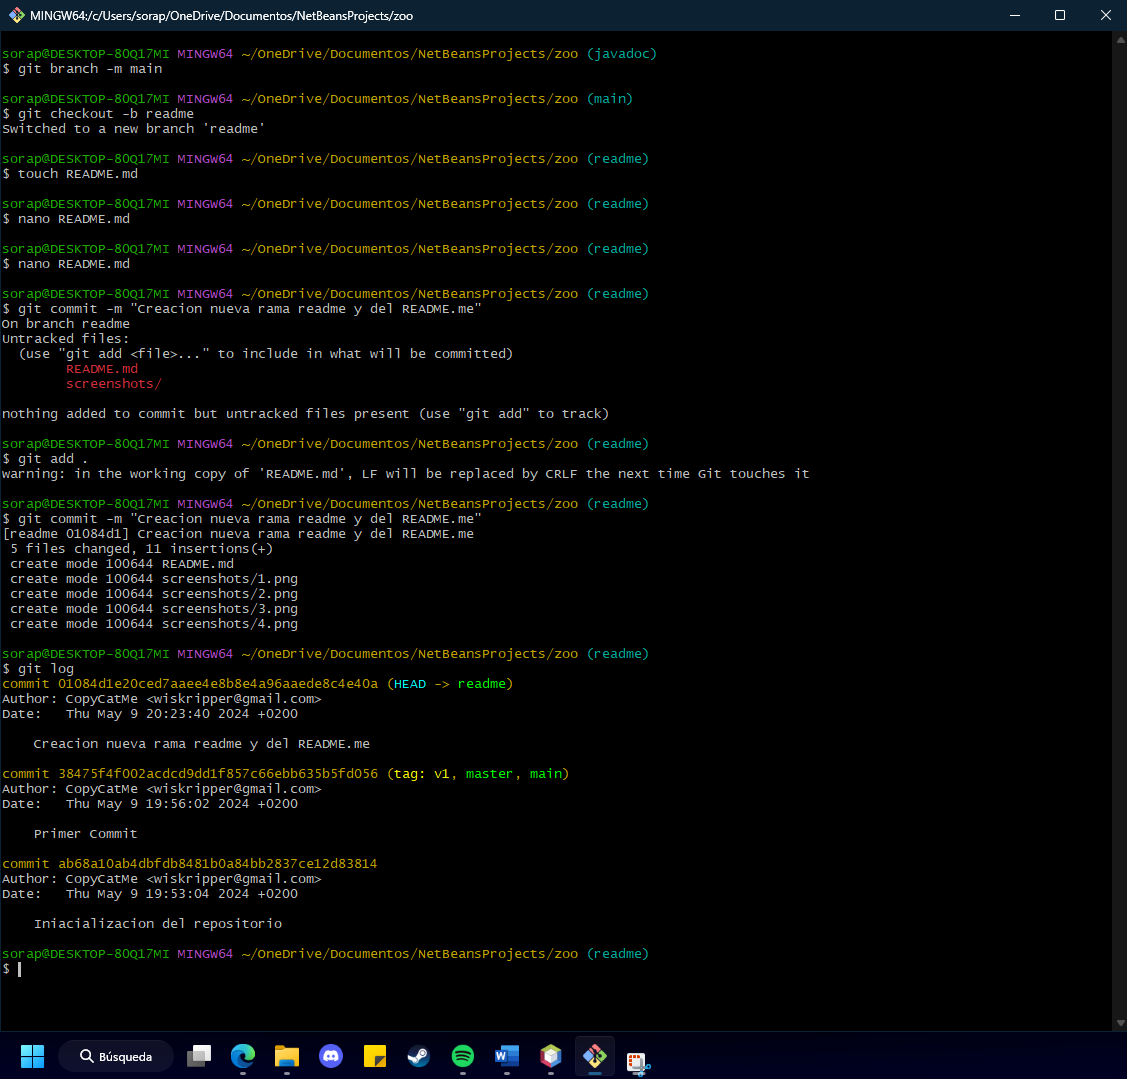 MINGW64:/c/Users/sorap/OneDrive/Documentos/NetBeansProjects/zoo
sorap@DESKTOP-8OQ17MI MINGW64 ~/OneDrive/Documentos/NetBeansProjects/zoo (javadoc)
$ git branch -m main
sorap@DESKTOP-8OQ17MI MINGW64 ~/OneDrive/Documentos/NetBeansProjects/zoo (main)
$ git checkout -b readme
Switched to a new branch 'readme'
sorap@DESKTOP-8OQ17MI MINGW64 ~/OneDrive/Documentos/NetBeansProjects/zoo (readme)
$ touch README.md
sorap@DESKTOP-8OQ17MI MINGW64 ~/OneDrive/Documentos/NetBeansProjects/zoo (readme)
$ nano README.md
sorap@DESKTOP-8OQ17MI MINGW64 ~/OneDrive/Documentos/NetBeansProjects/zoo (readme)
$ nano README.md
sorap@DESKTOP-8OQ17MI MINGW64 ~/OneDrive/Documentos/NetBeansProjects/zoo (readme)
$ git commit -m "Creacion nueva rama readme y del README.me"
On branch readme
Untracked files:
  (use "git add <file>..." to include in what will be committed)
        README.md
        screenshots/
nothing added to commit but untracked files present (use "git add" to track)
sorap@DESKTOP-8OQ17MI MINGW64 ~/OneDrive/Documentos/NetBeansProjects/zoo (readme)
$ git add .
warning: in the working copy of 'README.md', LF will be replaced by CRLF the next time Git touches it
sorap@DESKTOP-8OQ17MI MINGW64 ~/OneDrive/Documentos/NetBeansProjects/zoo (readme)
$ git commit -m "Creacion nueva rama readme y del README.me"
[readme 01084d1] Creacion nueva rama readme y del README.me
 5 files changed, 11 insertions(+)
 create mode 100644 README.md
 create mode 100644 screenshots/1.png
 create mode 100644 screenshots/2.png
 create mode 100644 screenshots/3.png
 create mode 100644 screenshots/4.png
sorap@DESKTOP-8OQ17MI MINGW64 ~/OneDrive/Documentos/NetBeansProjects/zoo (readme)
$ git log
commit 01084d1e20ced7aaee4e8b8e4a96aaede8c4e40a (HEAD -> readme)
Author: CopyCatMe <wiskripper@gmail.com>
Date:   Thu May 9 20:23:40 2024 +0200
    Creacion nueva rama readme y del README.me
commit 38475f4f002acdcd9dd1f857c66ebb635b5fd056 (tag: v1, master, main)
Author: CopyCatMe <wiskripper@gmail.com>
Date:   Thu May 9 19:56:02 2024 +0200
    Primer Commit
commit ab68a10ab4dbfdb8481b0a84bb2837ce12d83814
Author: CopyCatMe <wiskripper@gmail.com>
Date:   Thu May 9 19:53:04 2024 +0200
    Iniacializacion del repositorio
sorap@DESKTOP-8OQ17MI MINGW64 ~/OneDrive/Documentos/NetBeansProjects/zoo (readme)
$
Búsqueda